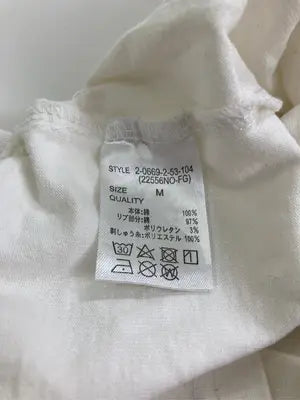 STYLE 2-0669-2-53-104
(22556NO-FG)
SIZE M
QUALITY
本体:綿 100%
リブ部分:綿 97%
ポリウレタン 3%
刺しゅう糸:ポリエステル 100%
30